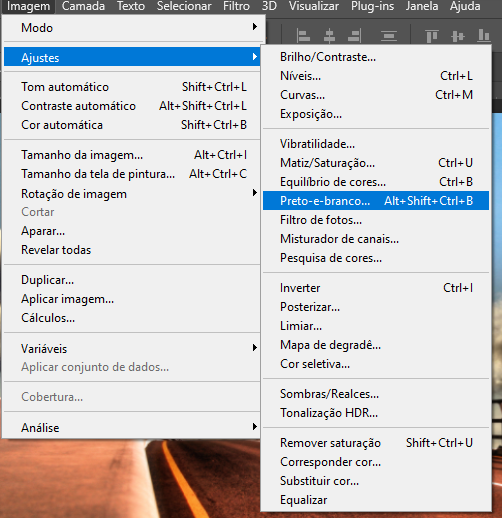 Imagem Camada Texto Selecionar Filtro 3D Visualizar Plug-ins Janela Ajuda
Modo
Ajustes
Tom automático Shift+Ctrl+L
Contraste automático Alt+Shift+Ctrl+L
Cor automática Shift+Ctrl+B
Tamanho da imagem... Alt+Ctrl+I
Tamanho da tela de pintura... Alt+Ctrl+C
Rotação de imagem
Cortar
Aparar...
Revelar todas
Duplicar...
Aplicar imagem...
Cálculos...
Variáveis
Aplicar conjunto de dados...
Cobertura...
Análise
Brilho/Contraste...
Níveis... Ctrl+L
Curvas... Ctrl+M
Exposição...
Vibratilidade...
Matiz/Saturação... Ctrl+U
Equilíbrio de cores... Ctrl+B
Preto-e-branco... Alt+Shift+Ctrl+B
Filtro de fotos...
Misturador de canais...
Pesquisa de cores...
Inverter Ctrl+I
Posterizar...
Limiar...
Mapa de degradê...
Cor seletiva...
Sombras/Realces...
Tonalização HDR...
Remover saturação Shift+Ctrl+U
Corresponder cor...
Substituir cor...
Equalizar